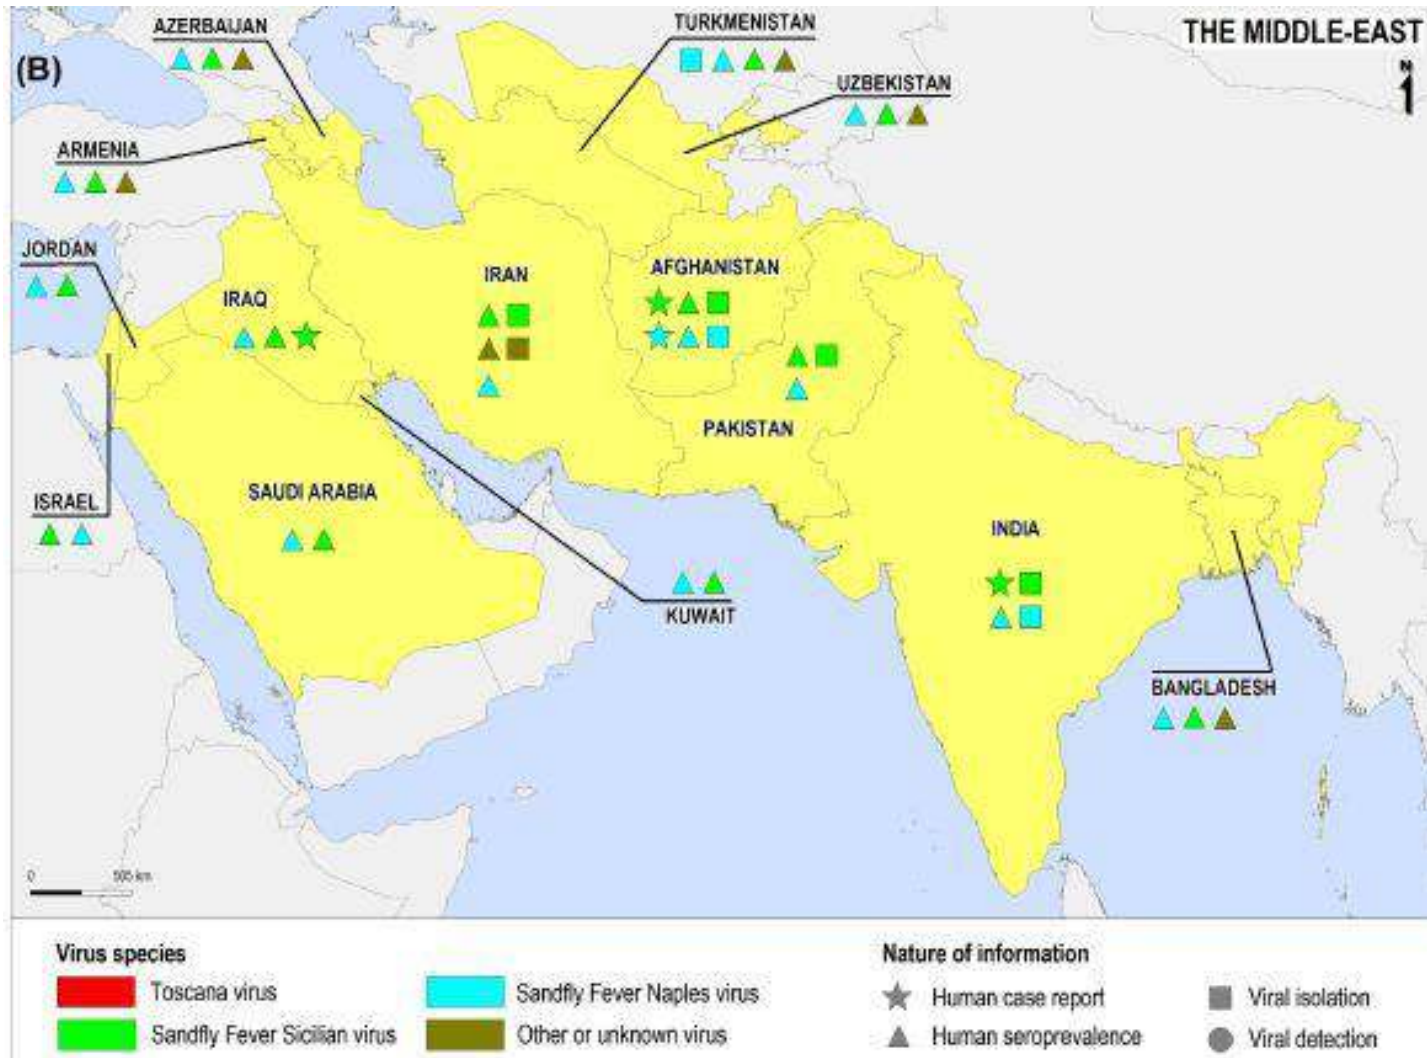 THE MIDDLE-EAST
(B)
N
AZERBAIJAN
TURKMENISTAN
UZBEKISTAN
ARMENIA
JORDAN
IRAQ
IRAN
AFGHANISTAN
PAKISTAN
ISRAEL
SAUDI ARABIA
KUWAIT
INDIA
BANGLADESH
0
km
Virus species
Toscana virus
Sandfly Fever Sicilian virus
Sandfly Fever Naples virus
Other or unknown virus
Nature of information
Human case report
Human seroprevalence
Viral isolation
Viral detection